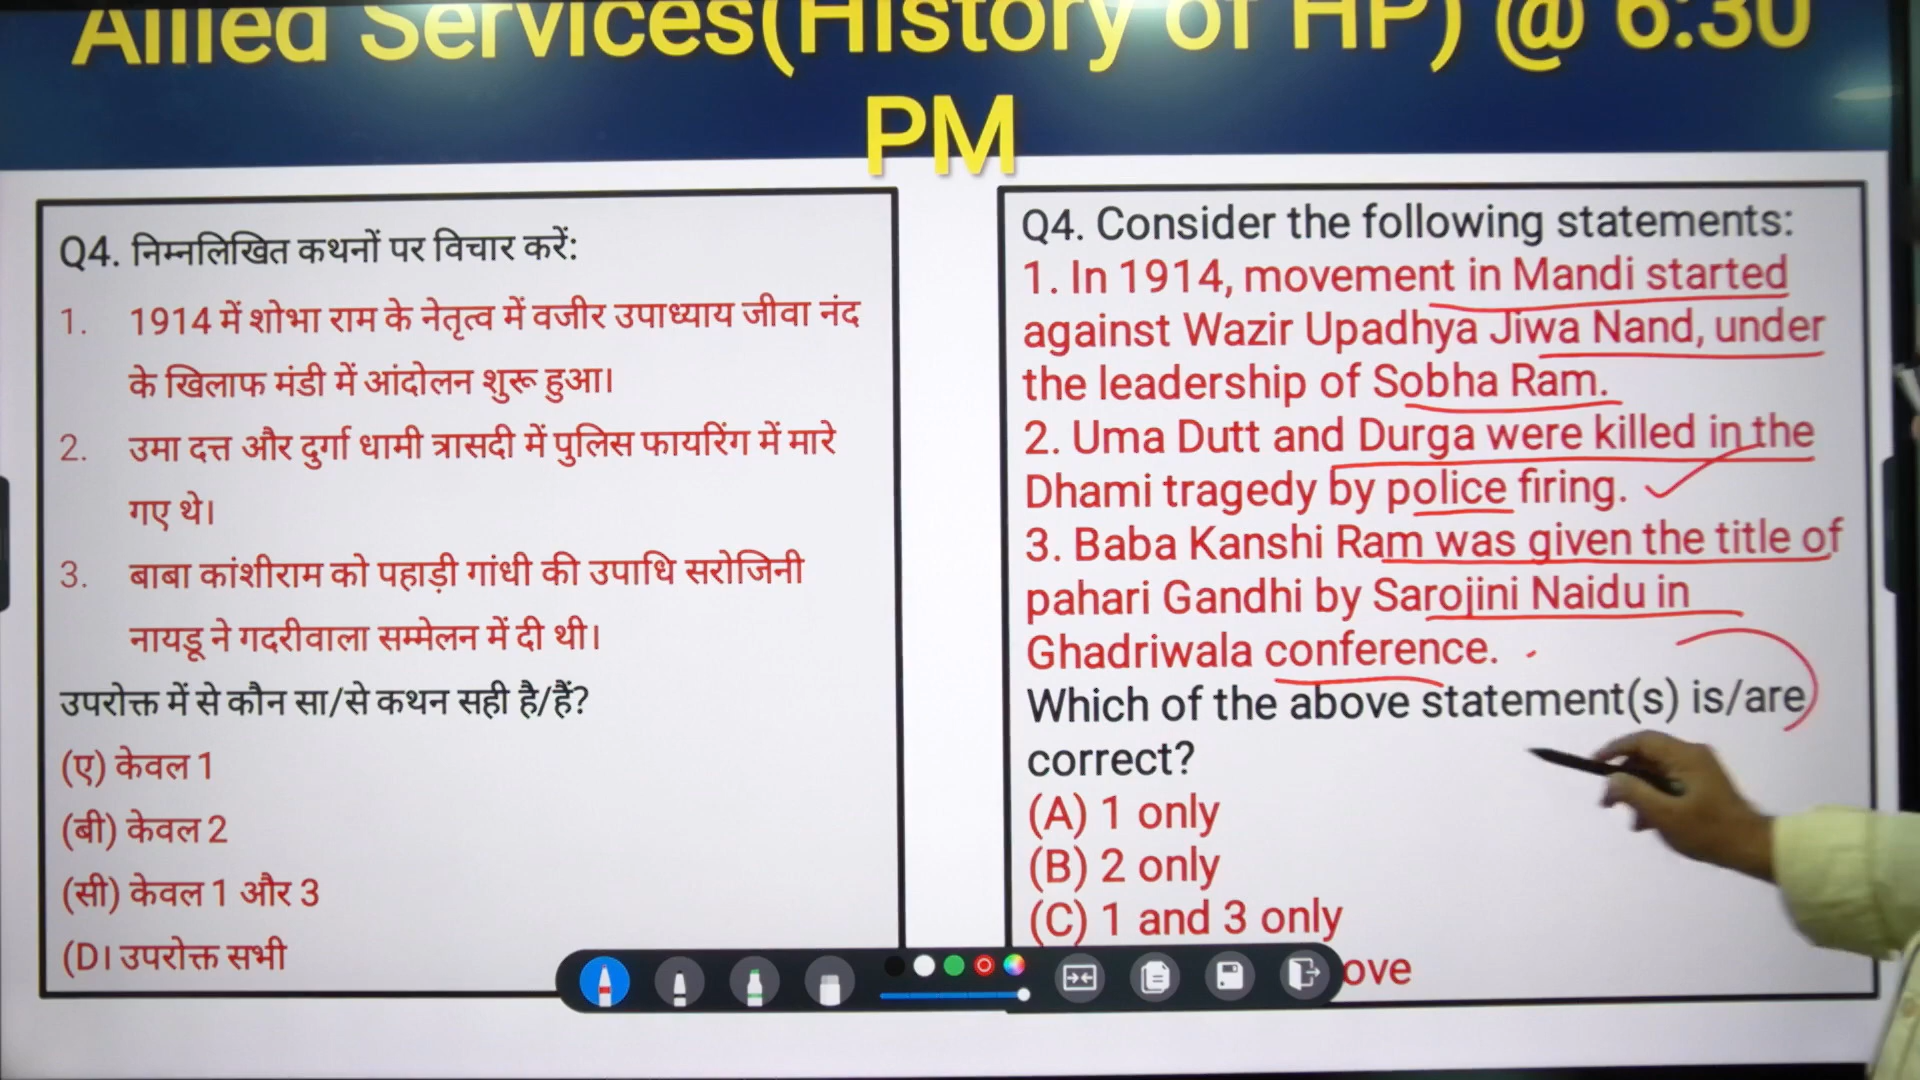 Allied Services(History of HP) @ 6:30
PM
Q4. निम्नलिखित कथनों पर विचार करें:
1. 1914 में शोभा राम के नेतृत्व में वजीर उपाध्याय जीवा नंद
के खिलाफ मंडी में आंदोलन शुरू हुआ।
2. उमा दत्त और दुर्गा धामी त्रासदी में पुलिस फायरिंग में मारे
गए थे।
3. बाबा कांशीराम को पहाड़ी गांधी की उपाधि सरोजिनी
नायडू ने गदरीवाला सम्मेलन में दी थी।
उपरोक्त में से कौन सा/से कथन सही है/हैं?
(ए) केवल 1
(बी) केवल 2
(सी) केवल 1 और 3
(D। उपरोक्त सभी
Q4. Consider the following statements:
1. In 1914, movement in Mandi started
against Wazir Upadhya Jiwa Nand, under
the leadership of Sobha Ram.
2. Uma Dutt and Durga were killed in the
Dhami tragedy by police firing.
3. Baba Kanshi Ram was given the title of
pahari Gandhi by Sarojini Naidu in
Ghadriwala conference.
Which of the above statement(s) is/are
correct?
(A) 1 only
(B) 2 only
(C) 1 and 3 only
ove